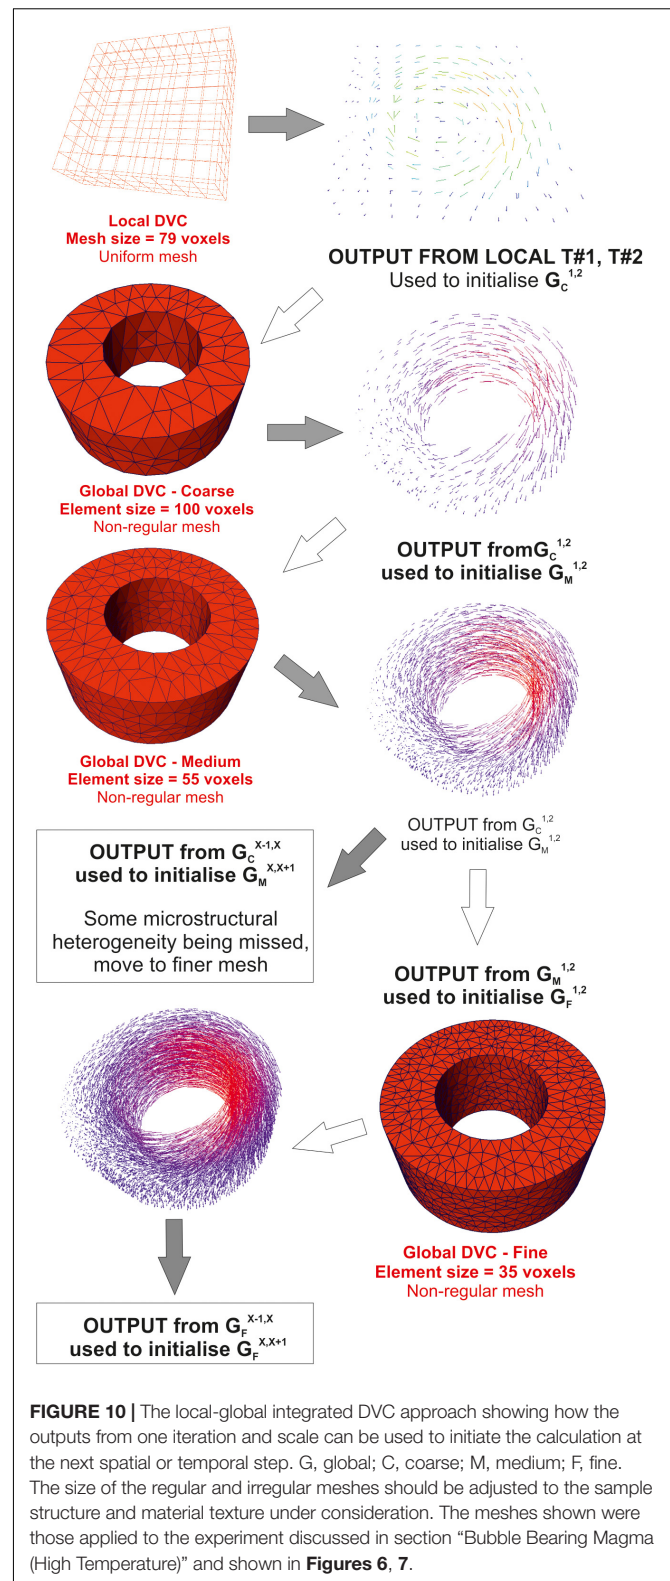 Local DVC
Mesh size = 79 voxels
Uniform mesh
OUTPUT FROM LOCAL T#1, T#2
Used to initialise G_C^1,2
Global DVC - Coarse
Element size = 100 voxels
Non-regular mesh
OUTPUT fromG_C^1,2
used to initialise G_M^1,2
Global DVC - Medium
Element size = 55 voxels
Non-regular mesh
OUTPUT from G_C^1,2
used to initialise G_M^1,2
OUTPUT from G_C^X-1,X
used to initialise G_M^X,X+1
Some microstructural
heterogeneity being missed,
move to finer mesh
OUTPUT from G_M^1,2
used to initialise G_F^1,2
Global DVC - Fine
Element size = 35 voxels
Non-regular mesh
OUTPUT from G_F^X-1,X
used to initialise G_F^X,X+1
FIGURE 10 | The local-global integrated DVC approach showing how the
outputs from one iteration and scale can be used to initiate the calculation at
the next spatial or temporal step. G, global; C, coarse; M, medium; F, fine.
The size of the regular and irregular meshes should be adjusted to the sample
structure and material texture under consideration. The meshes shown were
those applied to the experiment discussed in section “Bubble Bearing Magma
(High Temperature)” and shown in Figures 6, 7.